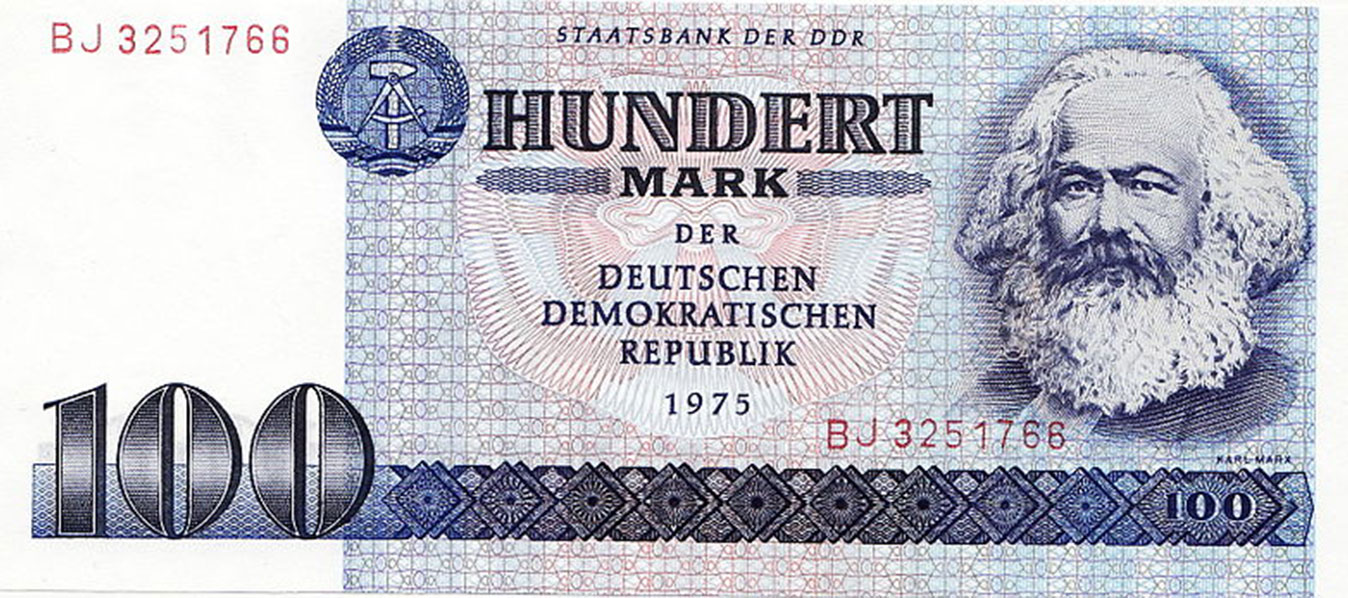 BJ 3251766
STAATSBANK DER DDR
HUNDERT
MARK
DER
DEUTSCHEN
DEMOKRATISCHEN
REPUBLIK
1975
BJ 3251766
KARL MARX
100
100